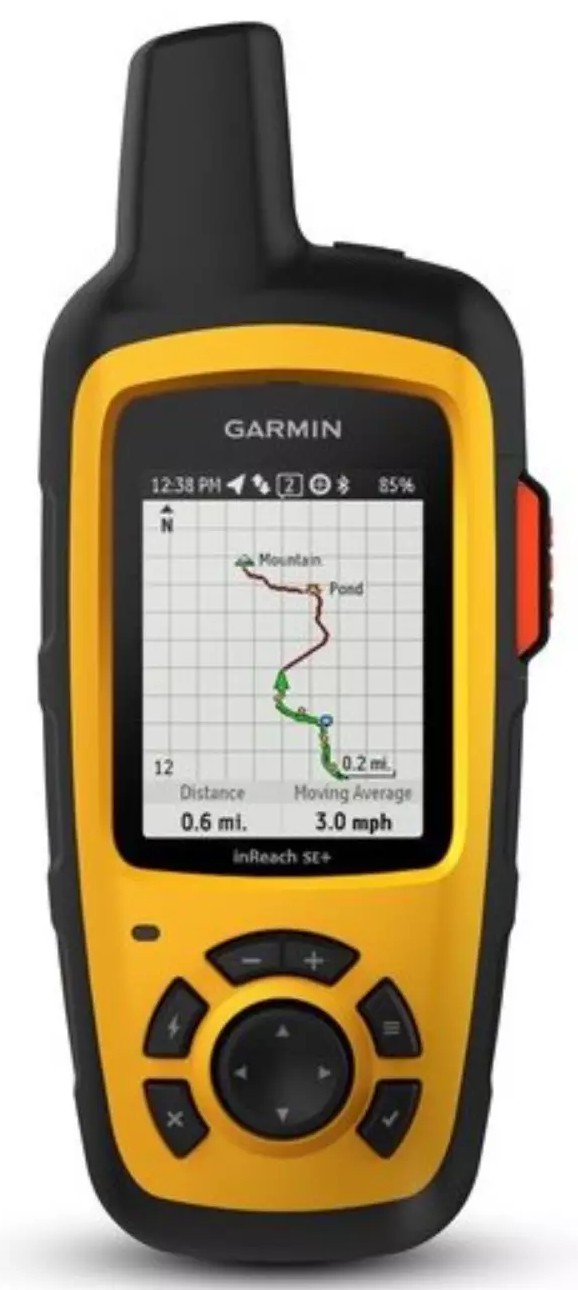 GARMIN
12:38 PM 2 85%
N
Mountain
Pond
12 0.2 mi.
Distance Moving Average
0.6 mi. 3.0 mph
inReach SE+
- +